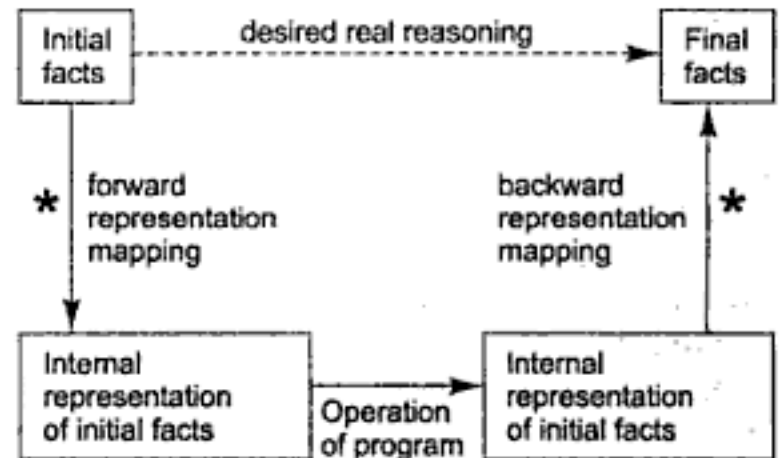 Initial
facts
desired real reasoning
Final
facts
*
forward
representation
mapping
backward
representation
mapping
*
Internal
representation
of initial facts
Operation
of program
Internal
representation
of initial facts